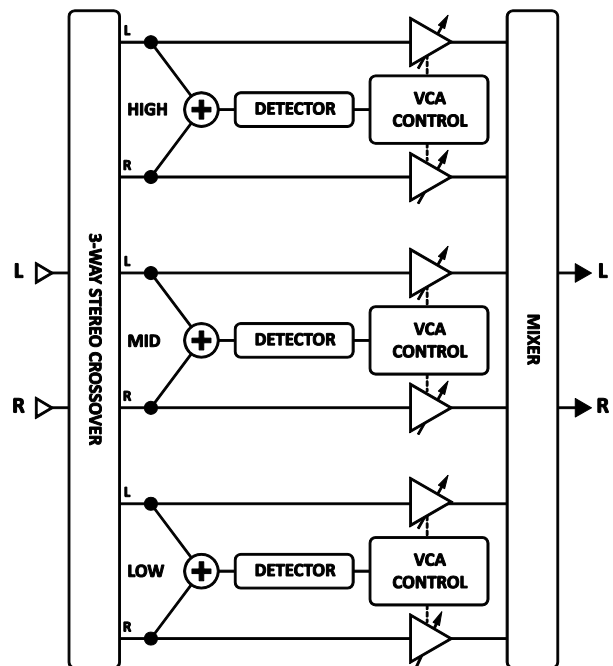 L
HIGH
R
DETECTOR
VCA
CONTROL
L
R
3-WAY STEREO CROSSOVER
L
MID
R
DETECTOR
VCA
CONTROL
MIXER
L
R
L
LOW
R
DETECTOR
VCA
CONTROL